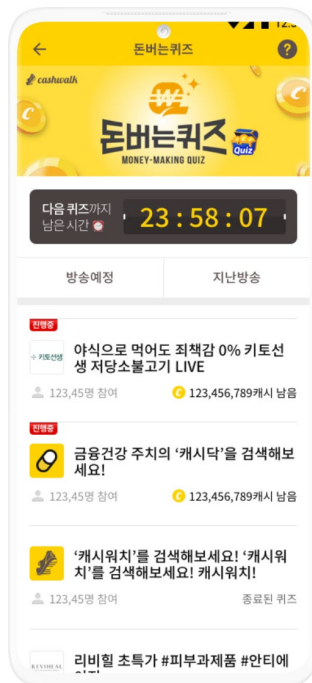 돈버는퀴즈
?
cashwalk
돈버는퀴즈
Quiz
MONEY-MAKING QUIZ
다음 퀴즈까지
남은 시간
23 : 58 : 07
방송예정
지난방송
진행중
키토선생
야식으로 먹어도 죄책감 0% 키토선
생 저당소불고기 LIVE
123,45명 참여
123,456,789캐시 남음
진행중
금융건강 주치의 ‘캐시닥’을 검색해보
세요!
123,45명 참여
123,456,789캐시 남음
‘캐시워치’를 검색해보세요! ‘캐시워
치’를 검색해보세요! 캐시워치!
123,45명 참여
종료된 퀴즈
REVIHEAL
리비힐 초특가 #피부과제품 #안티에